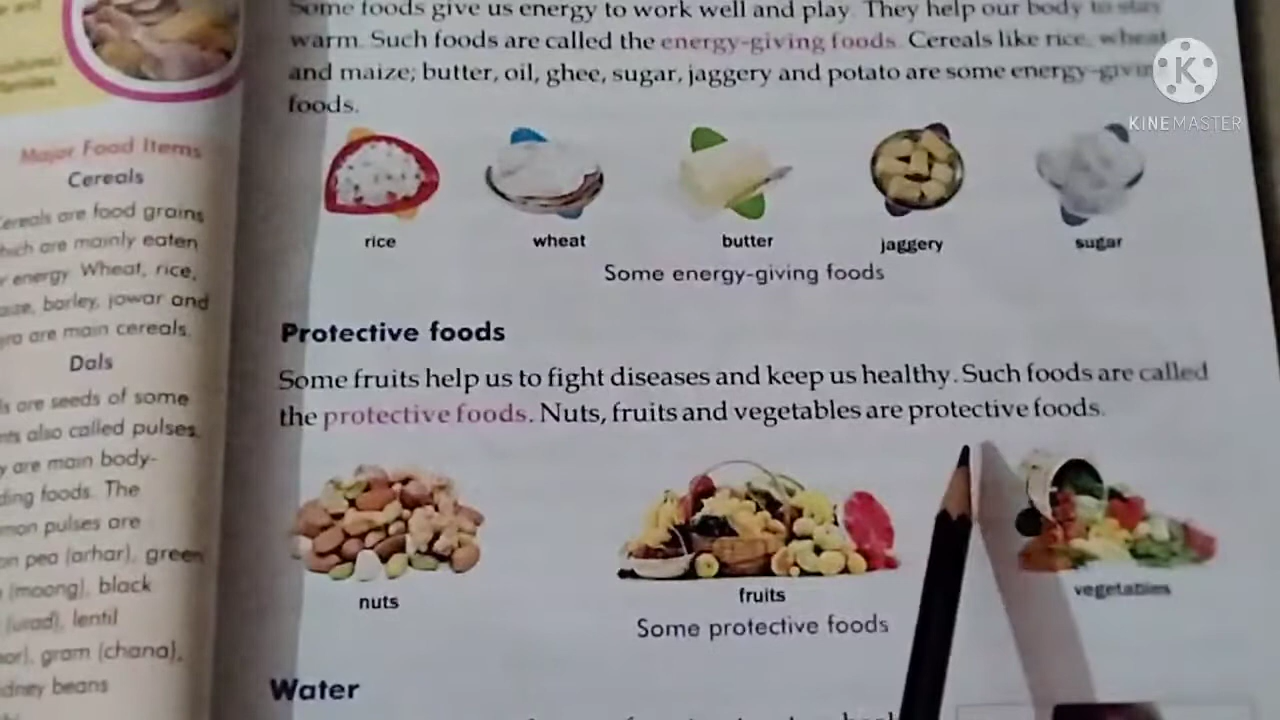 Some foods give us energy to work well and play. They help our body to stay
warm. Such foods are called the energy-giving foods. Cereals like rice, wheat
and maize; butter, oil, ghee, sugar, jaggery and potato are some energy-giving
foods.
KINEMASTER
rice
wheat
butter
jaggery
sugar
Some energy-giving foods
Protective foods
Some fruits help us to fight diseases and keep us healthy. Such foods are called
the protective foods. Nuts, fruits and vegetables are protective foods.
nuts
fruits
vegetables
Some protective foods
Water
Major Food Items
Cereals
Cereals are food grains
which are mainly eaten
energy. Wheat, rice,
barley, jowar and
are main cereals.
Dals
are seeds of some
also called pulses.
are main body-
foods. The
pulses are
pea (arhar), green
(moong), black
(urad), lentil
gram (chana),
beans